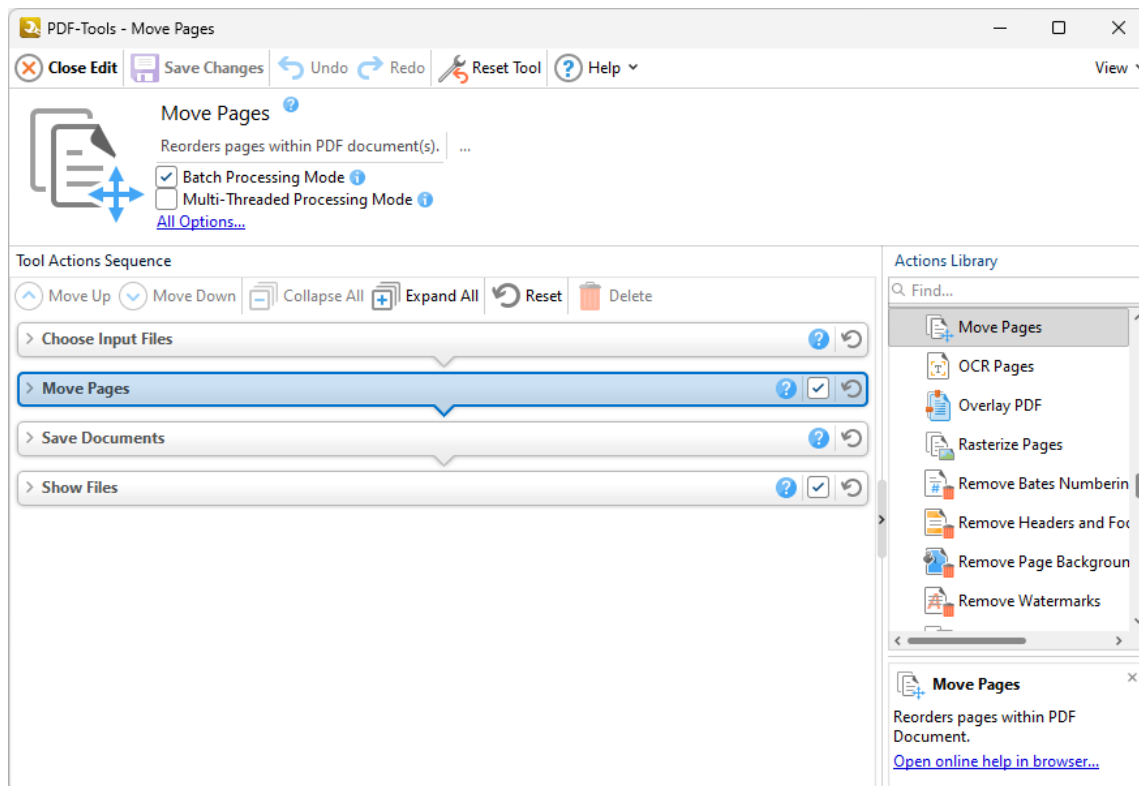 PDF-Tools - Move Pages
Close Edit Save Changes Undo Redo Reset Tool ? Help View
Move Pages ?
Reorders pages within PDF document(s). ...
Batch Processing Mode i
Multi-Threaded Processing Mode i
All Options...
Tool Actions Sequence
Move Up Move Down Collapse All Expand All Reset Delete
Choose Input Files ?
Move Pages ?
Save Documents ?
Show Files ?
Actions Library
Find...
Move Pages
OCR Pages
Overlay PDF
Rasterize Pages
Remove Bates Numberin
Remove Headers and Foo
Remove Page Backgroun
Remove Watermarks
Move Pages
Reorders pages within PDF
Document.
Open online help in browser...